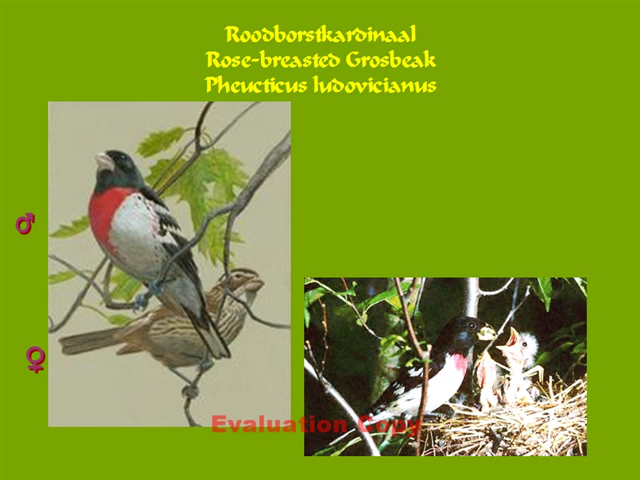 Roodborstkardinaal
Rose-breasted Grosbeak
Pheucticus ludovicianus
♂
♀
Evaluation Copy